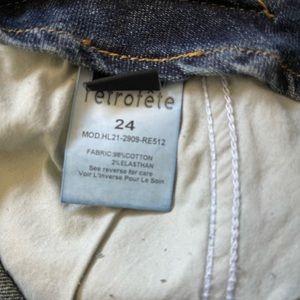 retrofête
24
MOD.HL21-2909-RE512
FABRIC:98%COTTON
2%ELASTHAN
See reverse for care
Voir L'Inverse Pour Le Soin